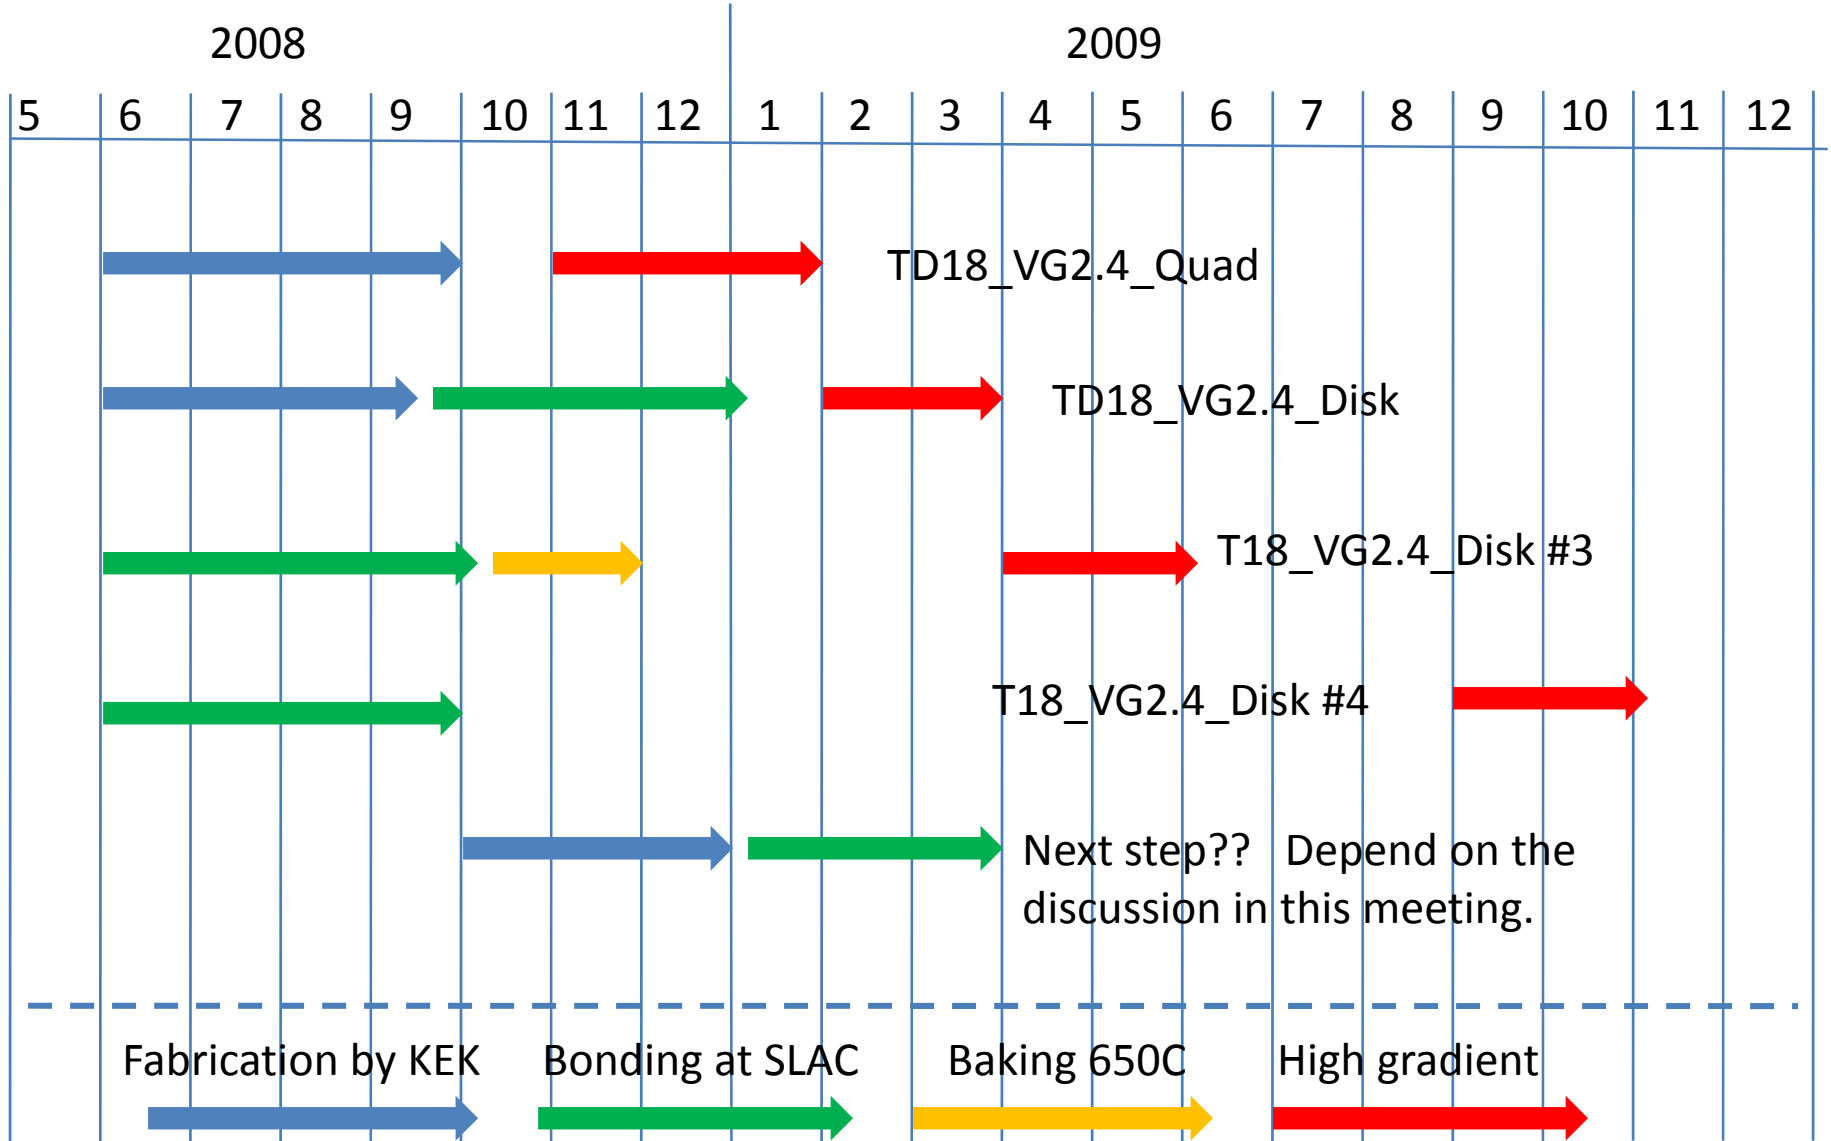 2008 2009
5 6 7 8 9 10 11 12 1 2 3 4 5 6 7 8 9 10 11 12
TD18_VG2.4_Quad
TD18_VG2.4_Disk
T18_VG2.4_Disk #3
T18_VG2.4_Disk #4
Next step?? Depend on the
discussion in this meeting.
Fabrication by KEK Bonding at SLAC Baking 650C High gradient